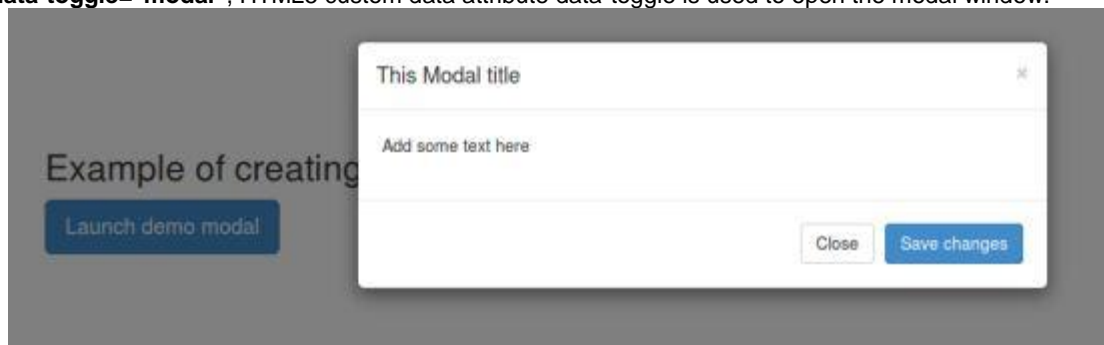 data-toggle="modal", HTML5 custom data attribute data-toggle is used to open the modal window.
This Modal title ×
Add some text here
Example of creating
Launch demo modal
Close Save changes